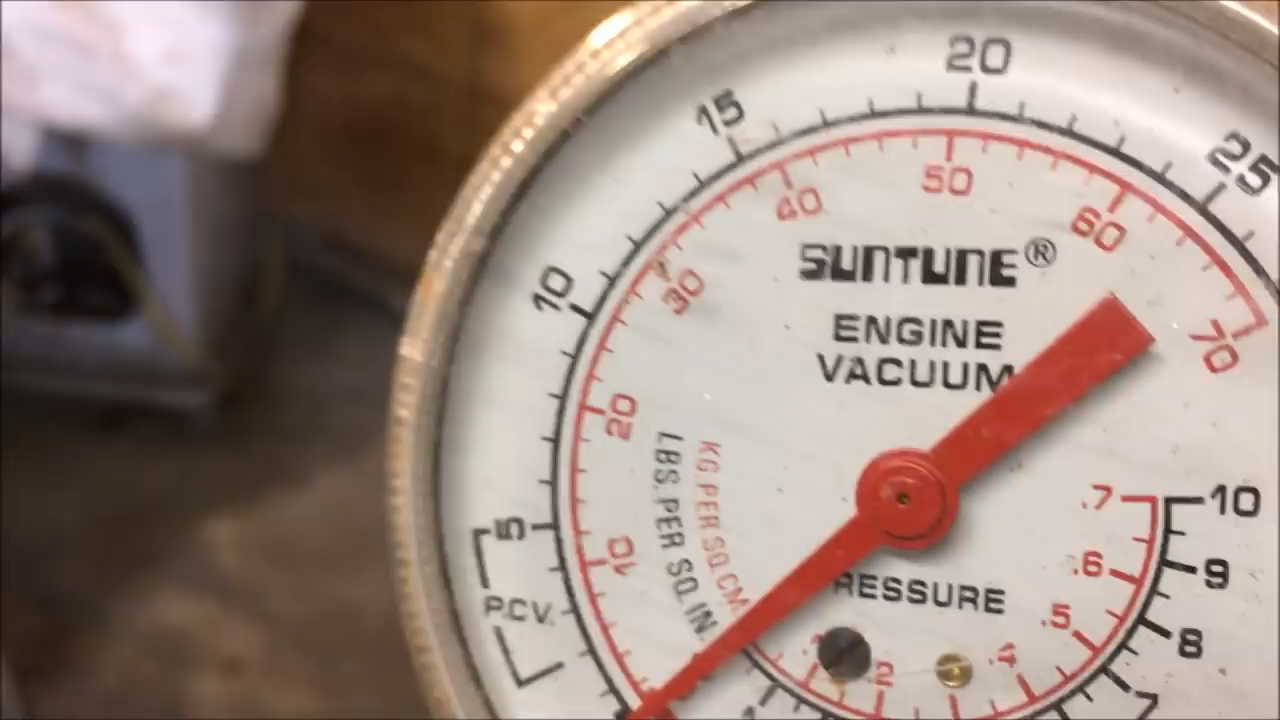 20
15
25
50
40
60
SUNTUNE®
10
30
ENGINE
70
VACUUM
20
KG. PER SQ. CM
LBS. PER SQ. IN.
.7 10
5
10
.6 9
P.C.V.
RESSURE
.5 8
.4
.2
7